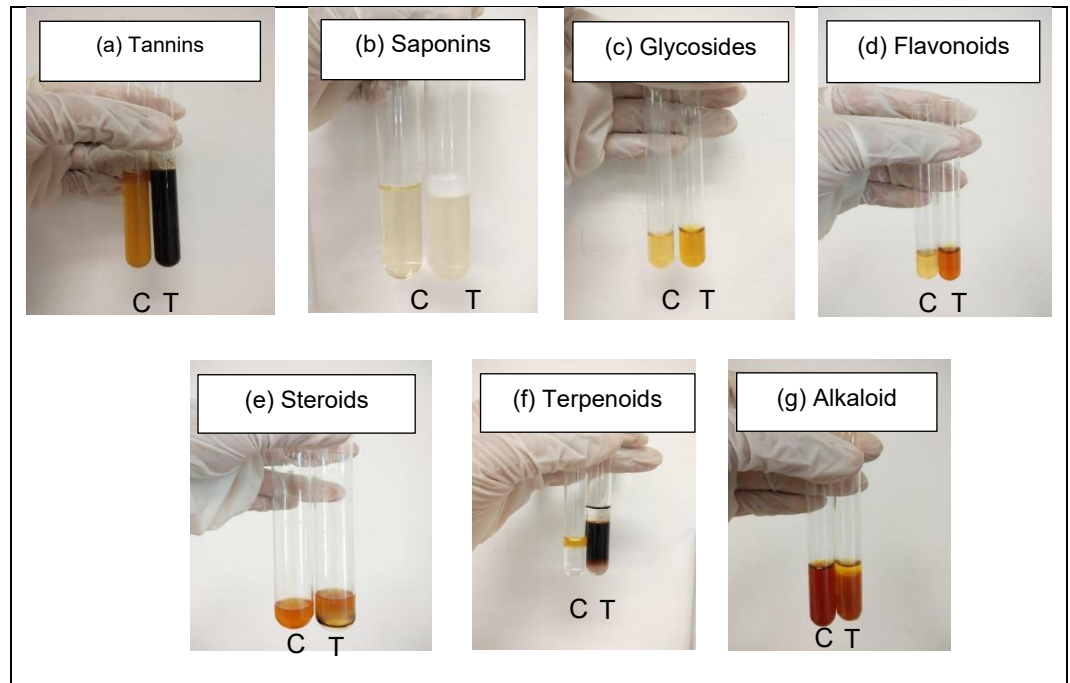 (a) Tannins
(b) Saponins
(c) Glycosides
(d) Flavonoids
C T
C T
C T
C T
(e) Steroids
(f) Terpenoids
(g) Alkaloid
C T
C T
C T